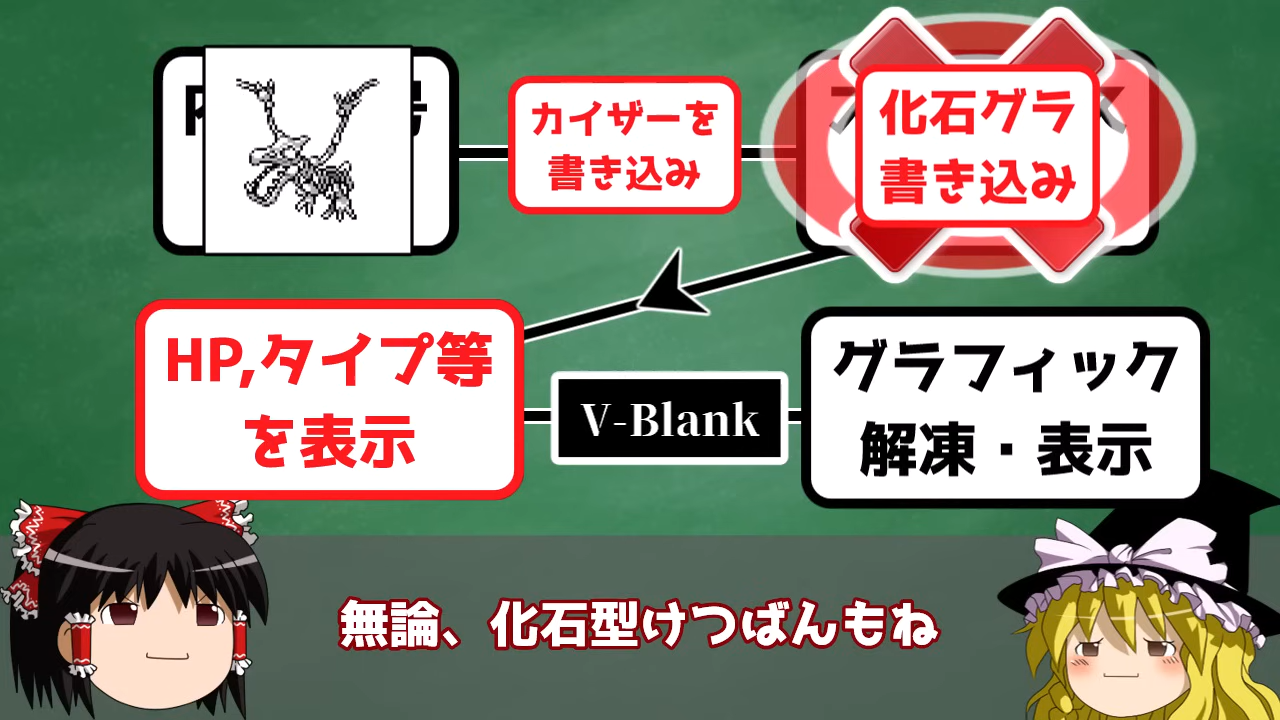 カイザーを
書き込み
化石グラ
書き込み
HP,タイプ等
を表示
V-Blank
グラフィック
解凍・表示
無論、化石型けつばんもね